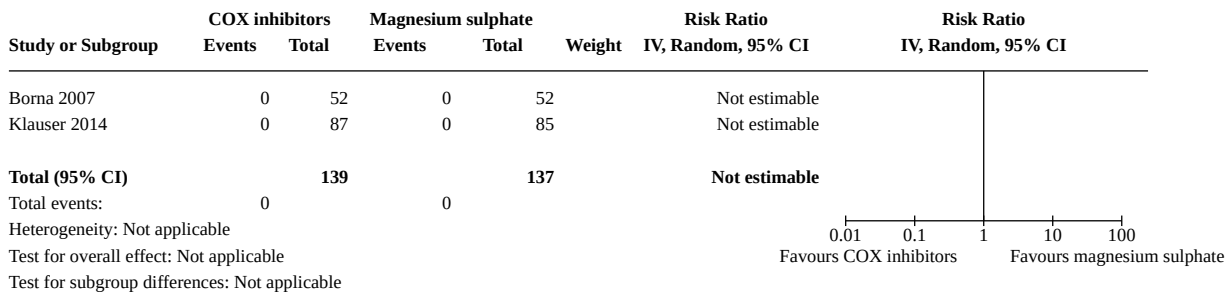 COX inhibitors Magnesium sulphate Risk Ratio Risk Ratio
Study or Subgroup Events Total Events Total Weight IV, Random, 95% CI IV, Random, 95% CI
Borna 2007 0 52 0 52 Not estimable
Klauser 2014 0 87 0 85 Not estimable
Total (95% CI) 139 137 Not estimable
Total events: 0 0
Heterogeneity: Not applicable
0.01 0.1 1 10 100
Test for overall effect: Not applicable Favours COX inhibitors Favours magnesium sulphate
Test for subgroup differences: Not applicable